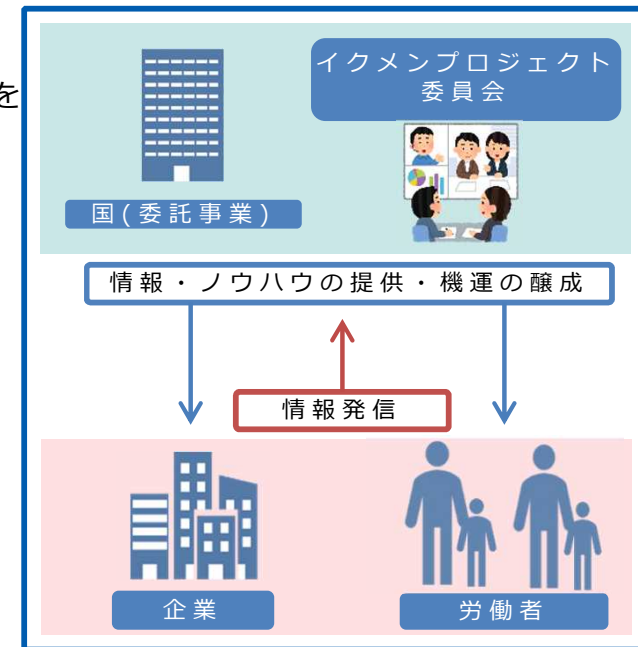 を
イクメンプロジェクト
委員会
国(委託事業)
情報・ノウハウの提供・機運の醸成
情報発信
企業
労働者